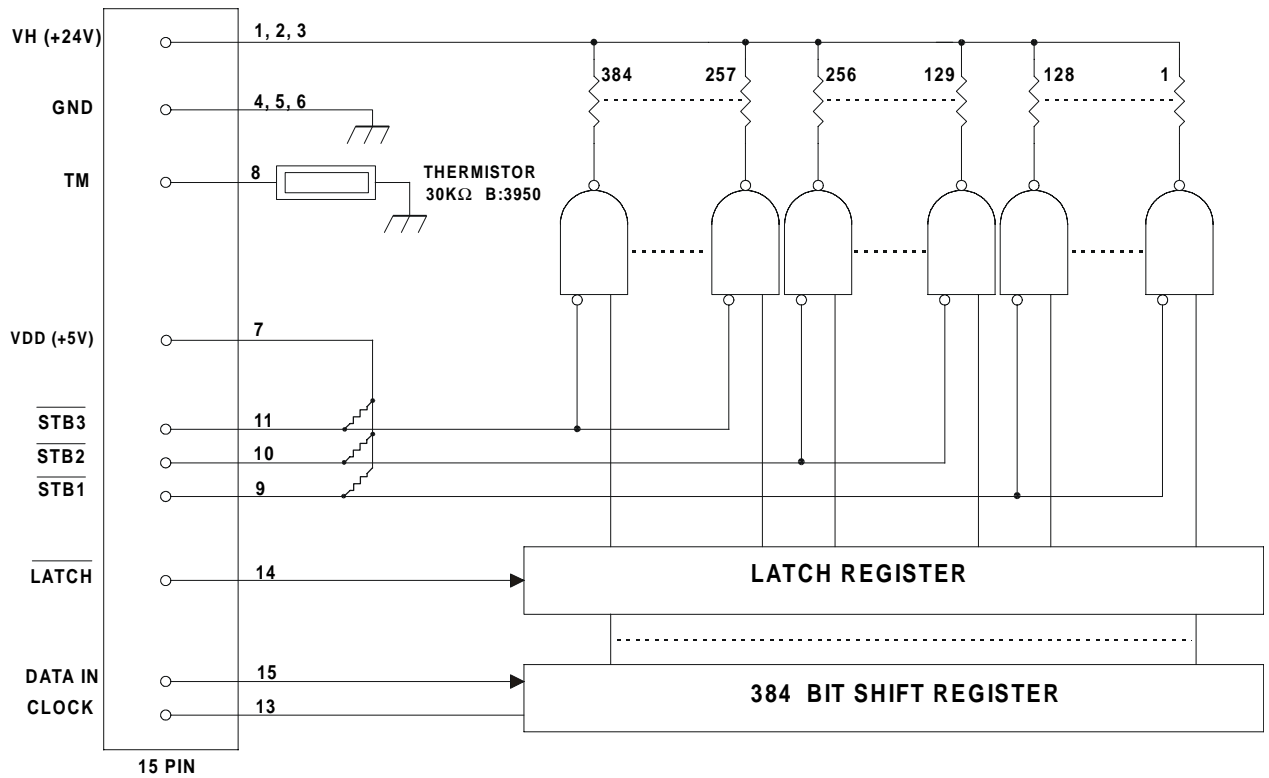 VH (+24V) 1, 2, 3
384 257 256 129 128 1
GND 4, 5, 6
TM 8
THERMISTOR
30KΩ B:3950
VDD (+5V) 7
STB3 11
STB2 10
STB1 9
LATCH 14
LATCH REGISTER
DATA IN 15
384 BIT SHIFT REGISTER
CLOCK 13
15 PIN